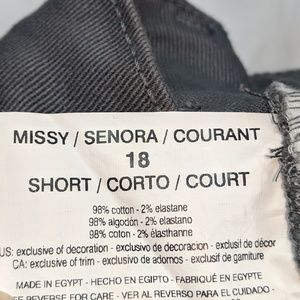 MISSY / SENORA / COURANT
18
SHORT / CORTO / COURT
98% cotton - 2% elastane
98% algodón - 2% elastano
98% coton - 2% élasthanne
US: exclusive of decoration - exclusivo de decoracion - exclusif de décor
CA: exclusive of trim - exclusivo de adornos - exclusif de garniture
MADE IN EGYPT - HECHO EN EGIPTO - FABRIQUÉ EN EGYPTE
SEE REVERSE FOR CARE - VER AL REVERSO PARA EL CUIDADO -